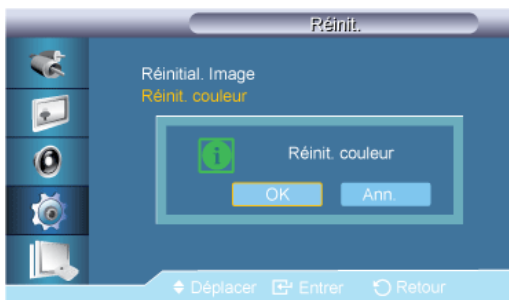 Réinit.
Réinitial. Image
Réinit. couleur
Réinit. couleur
OK Ann.
Déplacer Entrer Retour